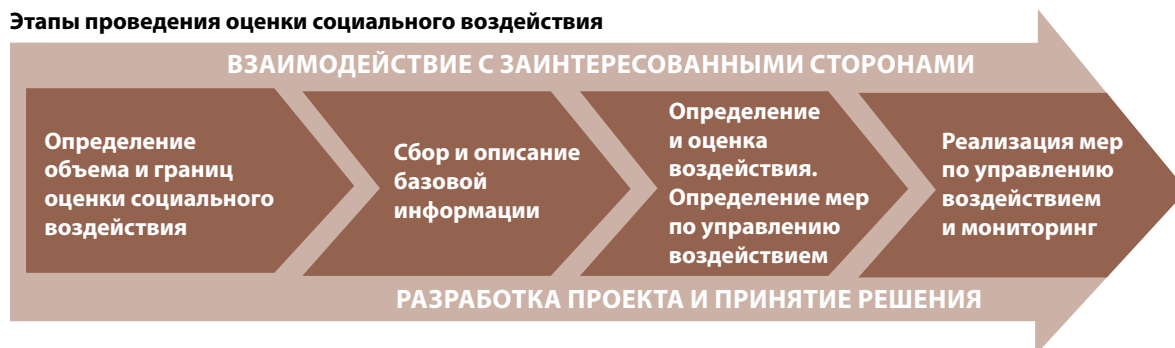 Этапы проведения оценки социального воздействия
ВЗАИМОДЕЙСТВИЕ С ЗАИНТЕРЕСОВАННЫМИ СТОРОНАМИ
Определение
объема и границ
оценки социального
воздействия
Сбор и описание
базовой
информации
Определение
и оценка
воздействия.
Определение мер
по управлению
воздействием
Реализация мер
по управлению
воздействием
и мониторинг
РАЗРАБОТКА ПРОЕКТА И ПРИНЯТИЕ РЕШЕНИЯ